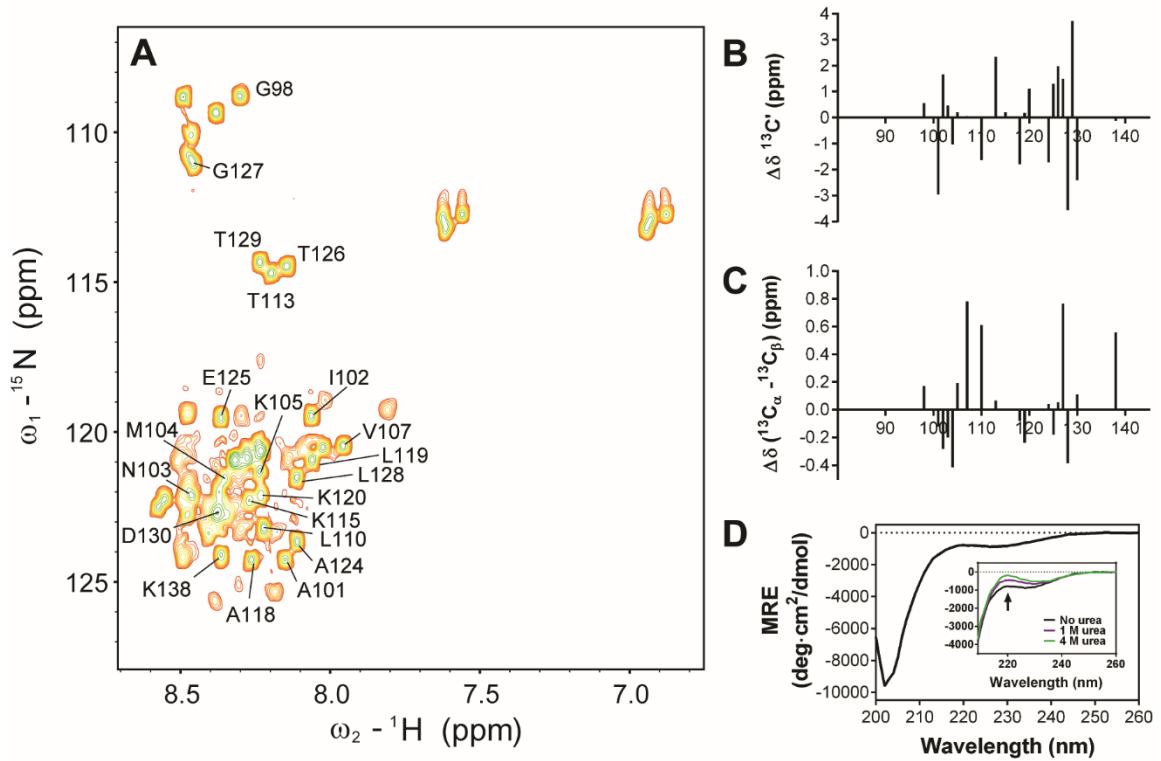 A
G98
G127
T129
T126
T113
E125
I102
K105
M104
V107
N103
L119
L128
K120
K115
D130
L110
A124
K138
A101
A118
110
115
120
125
8.5
8.0
7.5
7.0
ω1 - 15N (ppm)
ω2 - 1H (ppm)
B
Δδ 13C' (ppm)
4
3
2
1
0
-1
-2
-3
-4
90
100
110
120
130
140
C
Δδ (13Cα -13Cβ) (ppm)
1.0
0.8
0.6
0.4
0.2
0.0
-0.2
-0.4
90
100
110
120
130
140
D
MRE
(deg·cm2/dmol)
0
-2000
-4000
-6000
-8000
-10000
200
210
220
230
240
250
260
Wavelength (nm)
0
-1000
-2000
-3000
-4000
No urea
1 M urea
4 M urea
220
240
260
Wavelength (nm)